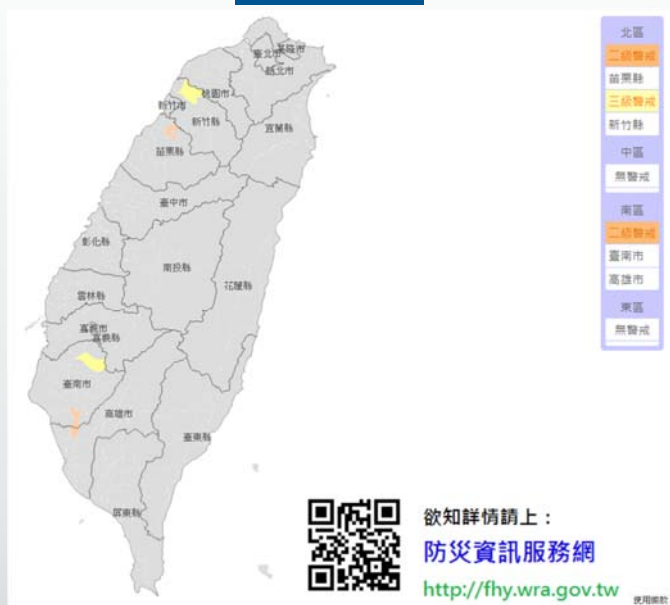 臺北市
基隆市
新北市
桃園市
新竹市
新竹縣
宜蘭縣
苗栗縣
臺中市
彰化縣
南投縣
花蓮縣
雲林縣
嘉義市
嘉義縣
臺南市
高雄市
臺東縣
屏東縣
北區
二級警戒
苗栗縣
三級警戒
新竹縣
中區
無警戒
南區
二級警戒
臺南市
高雄市
東區
無警戒
欲知詳情請上：
防災資訊服務網
http://fhy.wra.gov.tw